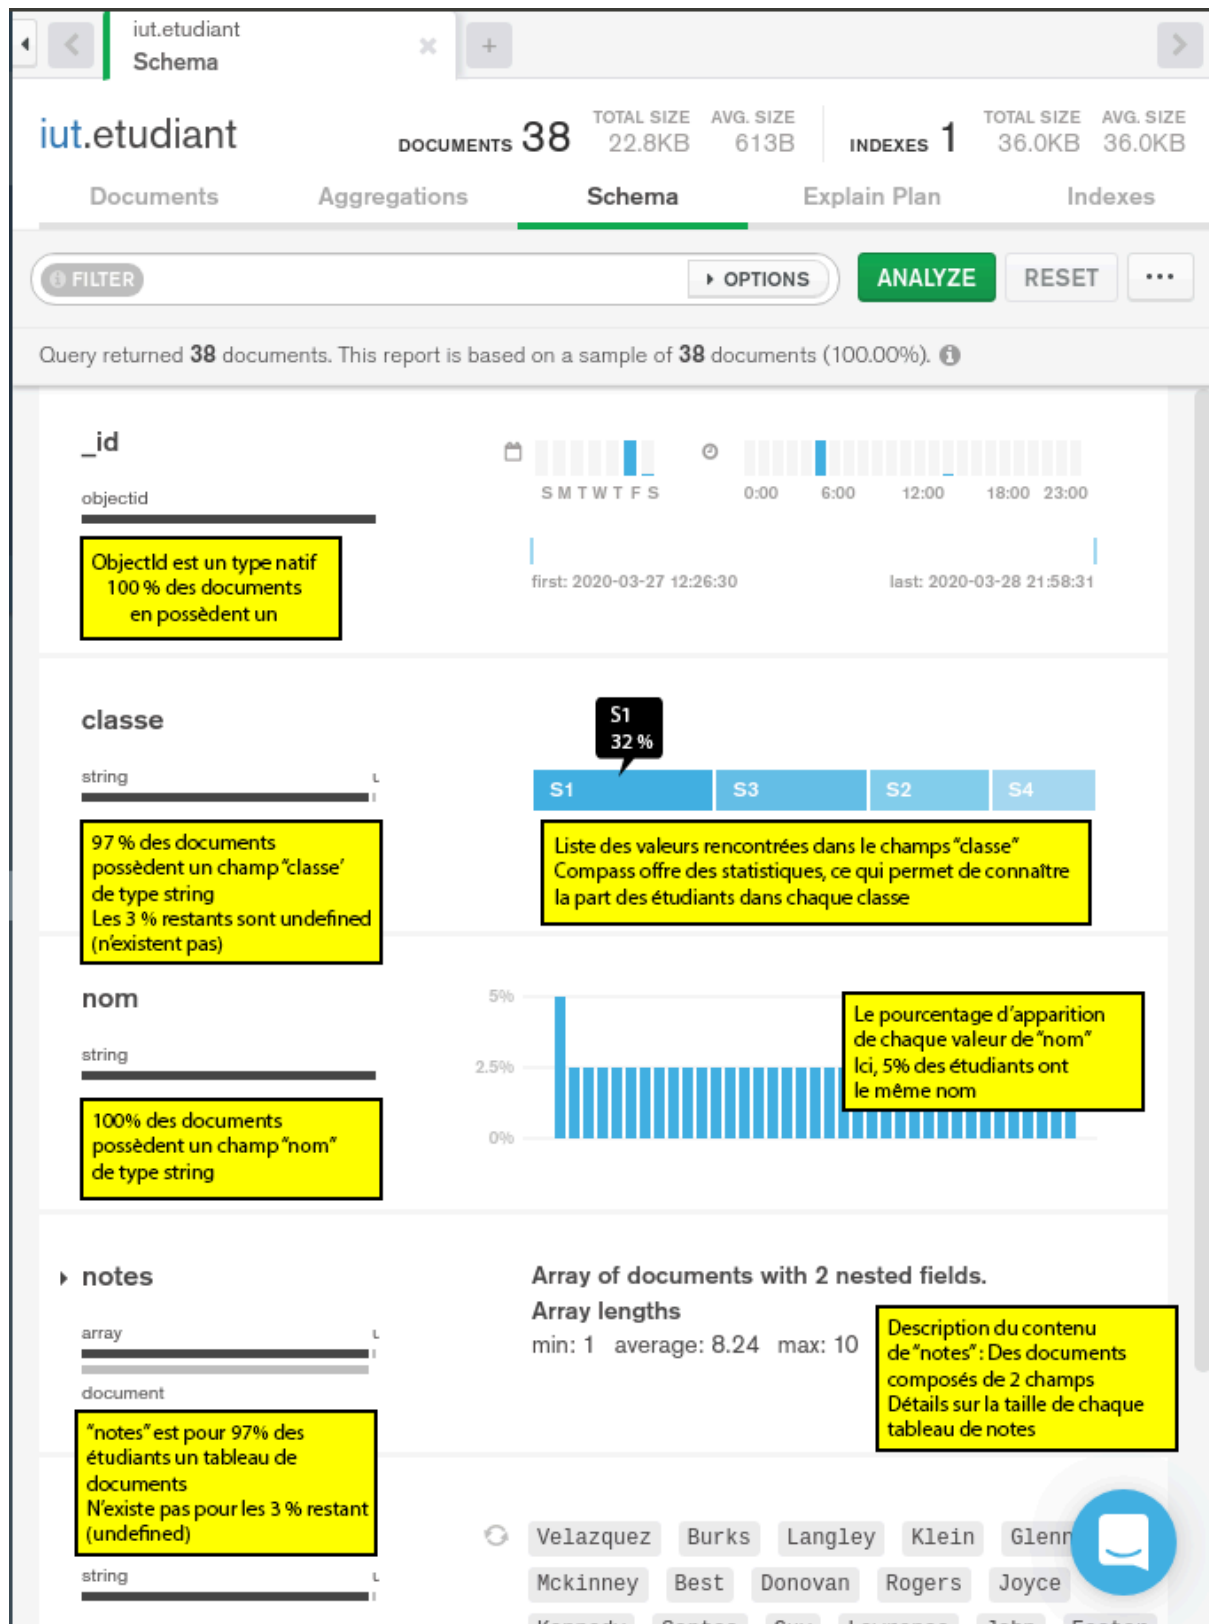 iut.etudiant
Schema
iut.etudiant
DOCUMENTS 38
TOTAL SIZE AVG. SIZE
22.8KB 613B
INDEXES 1
TOTAL SIZE AVG. SIZE
36.0KB 36.0KB
Documents Aggregations Schema Explain Plan Indexes
FILTER OPTIONS ANALYZE RESET ...
Query returned 38 documents. This report is based on a sample of 38 documents (100.00%).
_id
objectid
S M T W T F S
0:00 6:00 12:00 18:00 23:00
first: 2020-03-27 12:26:30 last: 2020-03-28 21:58:31
ObjectId est un type natif
100 % des documents
en possèdent un
classe
string
S1
32 %
S1 S3 S2 S4
97 % des documents
possèdent un champ "classe'
de type string
Les 3 % restants sont undefined
(n'existent pas)
Liste des valeurs rencontrées dans le champs "classe"
Compass offre des statistiques, ce qui permet de connaître
la part des étudiants dans chaque classe
nom
string
100% des documents
possèdent un champ "nom"
de type string
5%
2.5%
0%
Le pourcentage d'apparition
de chaque valeur de "nom"
Ici, 5% des étudiants ont
le même nom
notes
array
document
Array of documents with 2 nested fields.
Array lengths
min: 1 average: 8.24 max: 10
Description du contenu
de "notes" : Des documents
composés de 2 champs
Détails sur la taille de chaque
tableau de notes
"notes" est pour 97% des
étudiants un tableau de
documents
N'existe pas pour les 3 % restant
(undefined)
string
Velazquez Burks Langley Klein Glenn
Mckinney Best Donovan Rogers Joyce